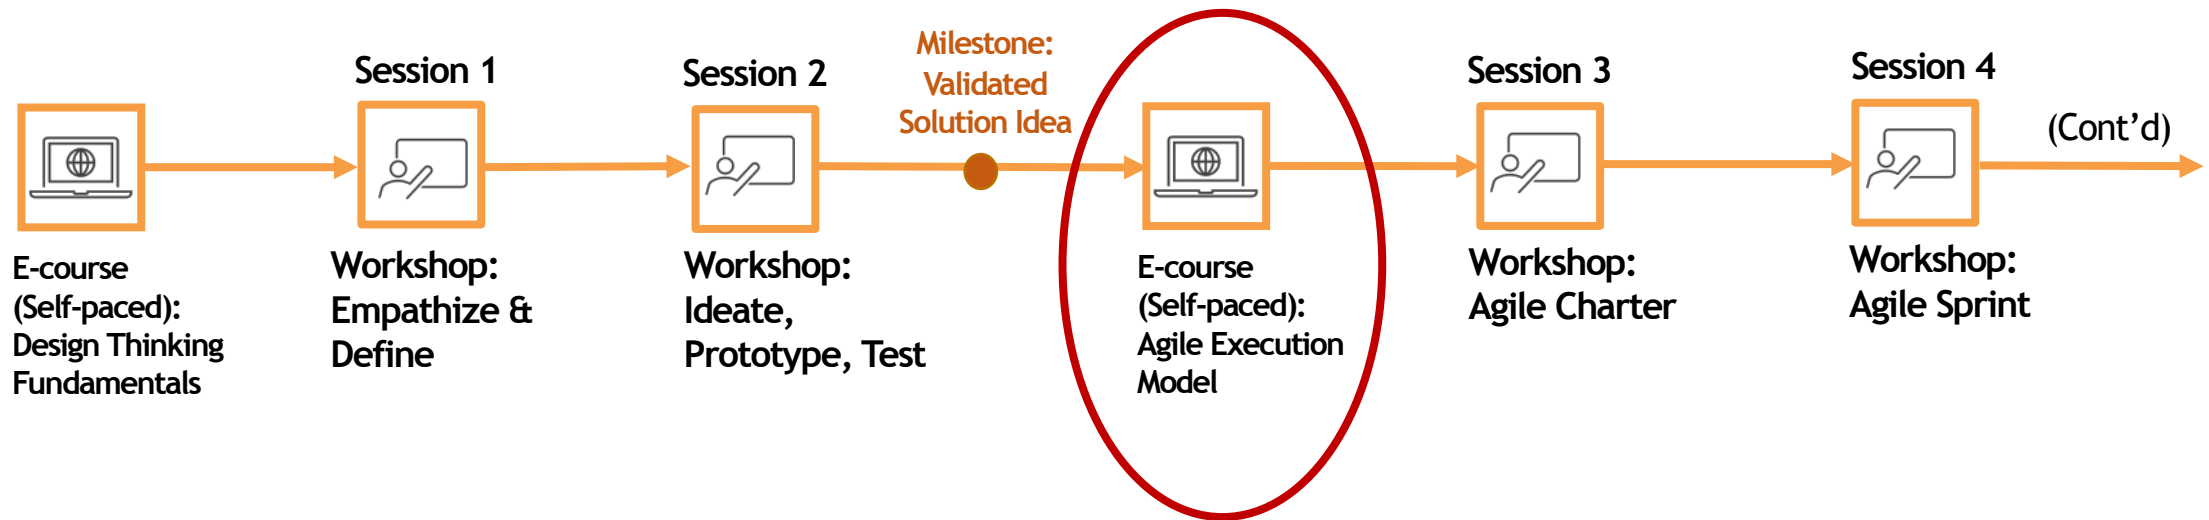 E-course
(Self-paced):
Design Thinking
Fundamentals
Session 1
Workshop:
Empathize &
Define
Session 2
Workshop:
Ideate,
Prototype, Test
Milestone:
Validated
Solution Idea
E-course
(Self-paced):
Agile Execution
Model
Session 3
Workshop:
Agile Charter
Session 4
Workshop:
Agile Sprint
(Cont’d)